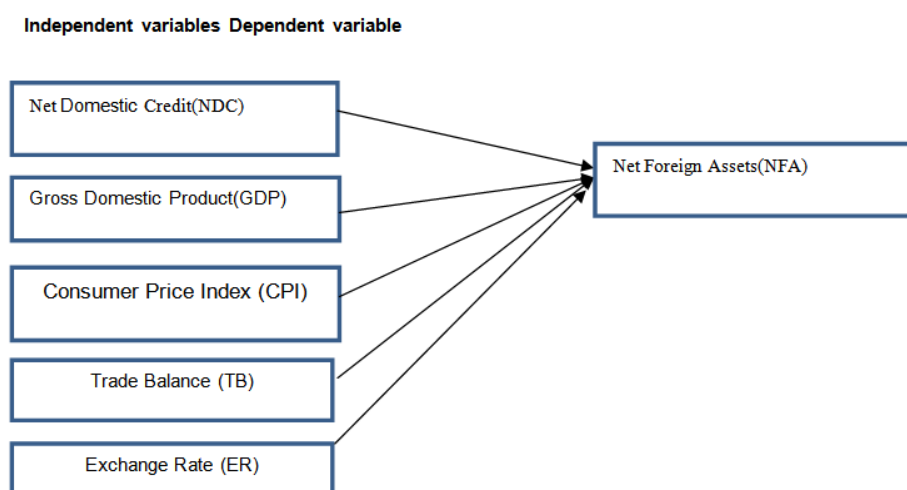 Independent variables Dependent variable
Net Domestic Credit(NDC)
Net Foreign Assets(NFA)
Gross Domestic Product(GDP)
Consumer Price Index (CPI)
Trade Balance (TB)
Exchange Rate (ER)